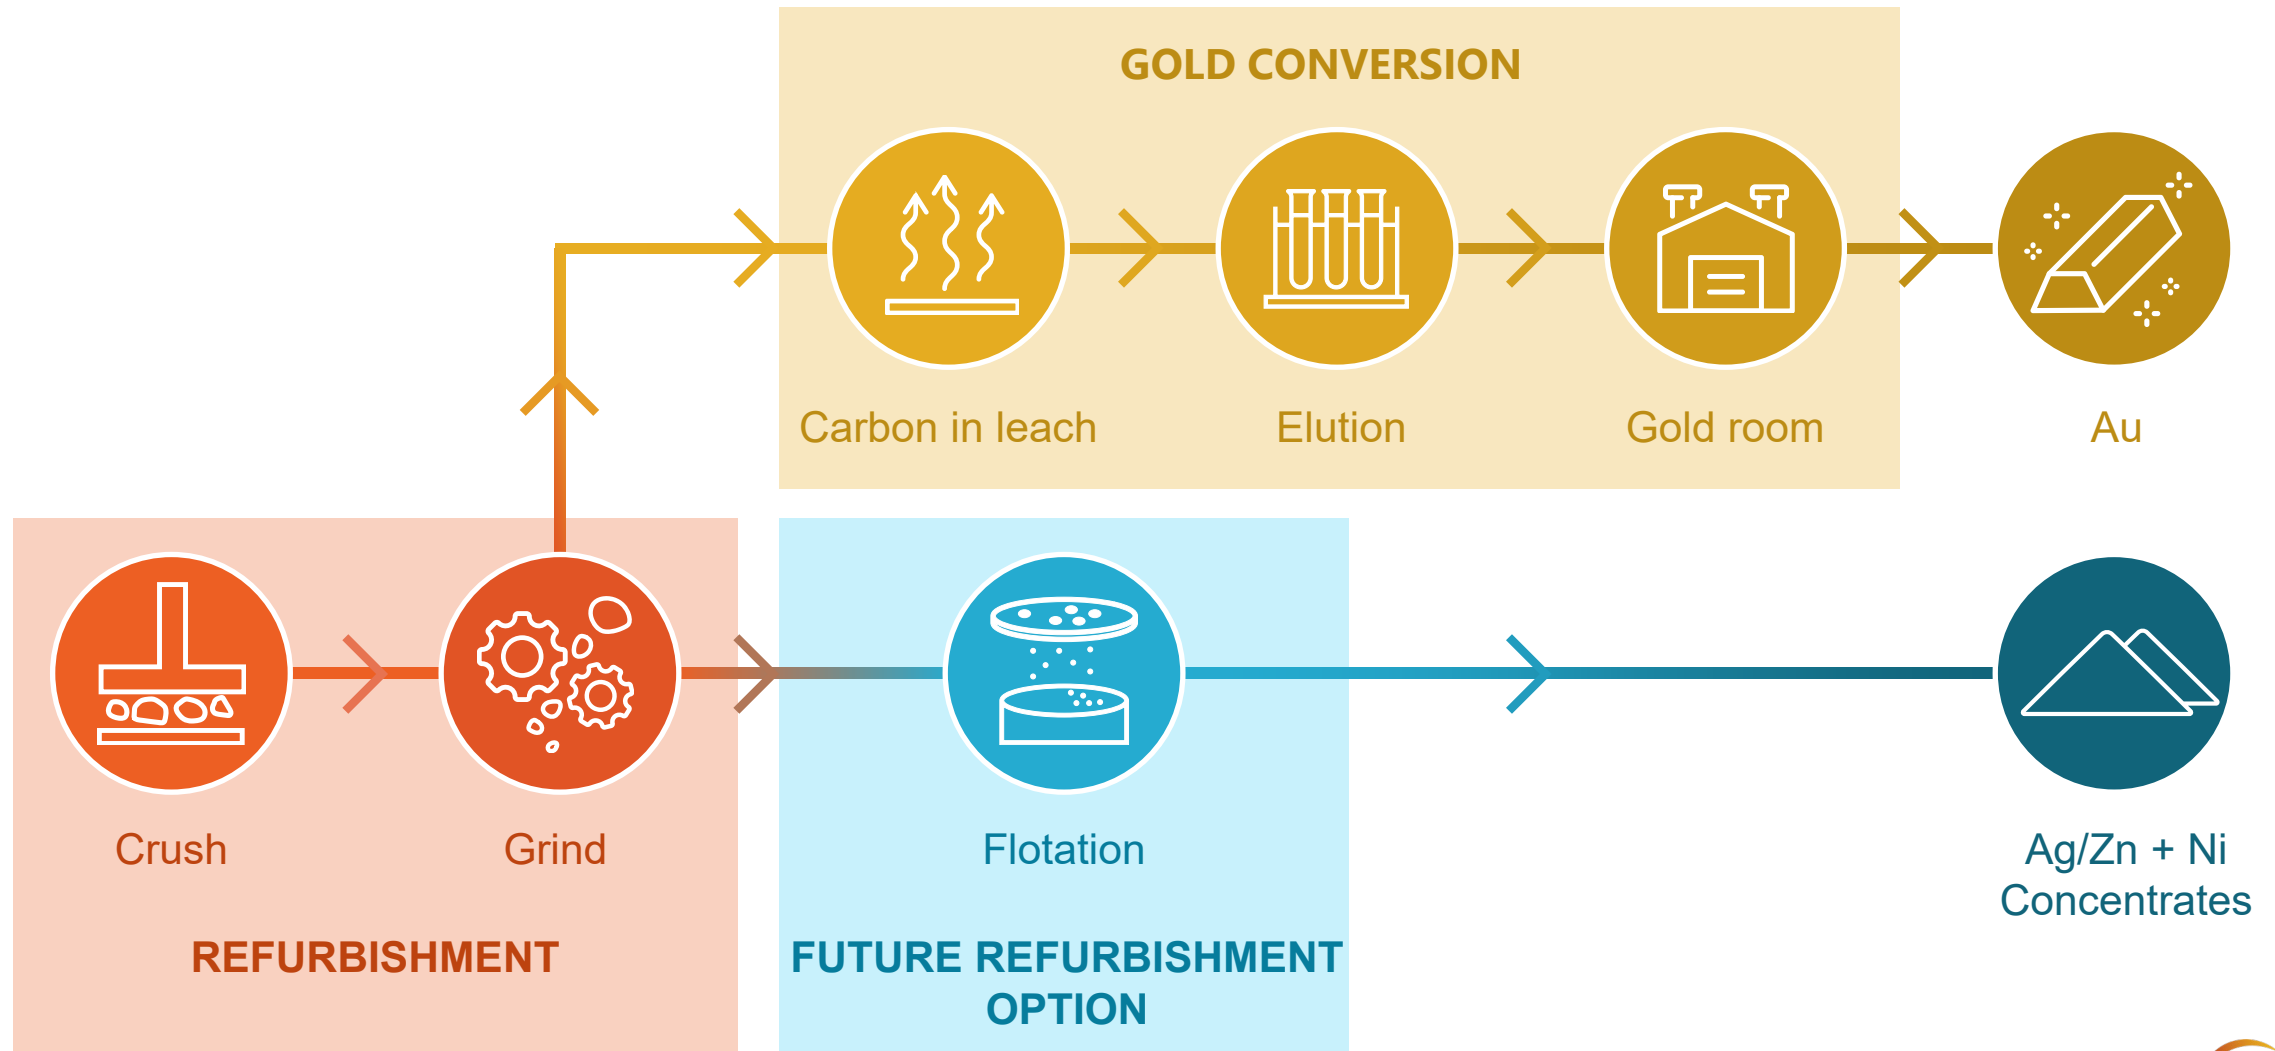 GOLD CONVERSION
Carbon in leach
Elution
Gold room
Au
Crush
Grind
Flotation
Ag/Zn + Ni
Concentrates
REFURBISHMENT
FUTURE REFURBISHMENT
OPTION